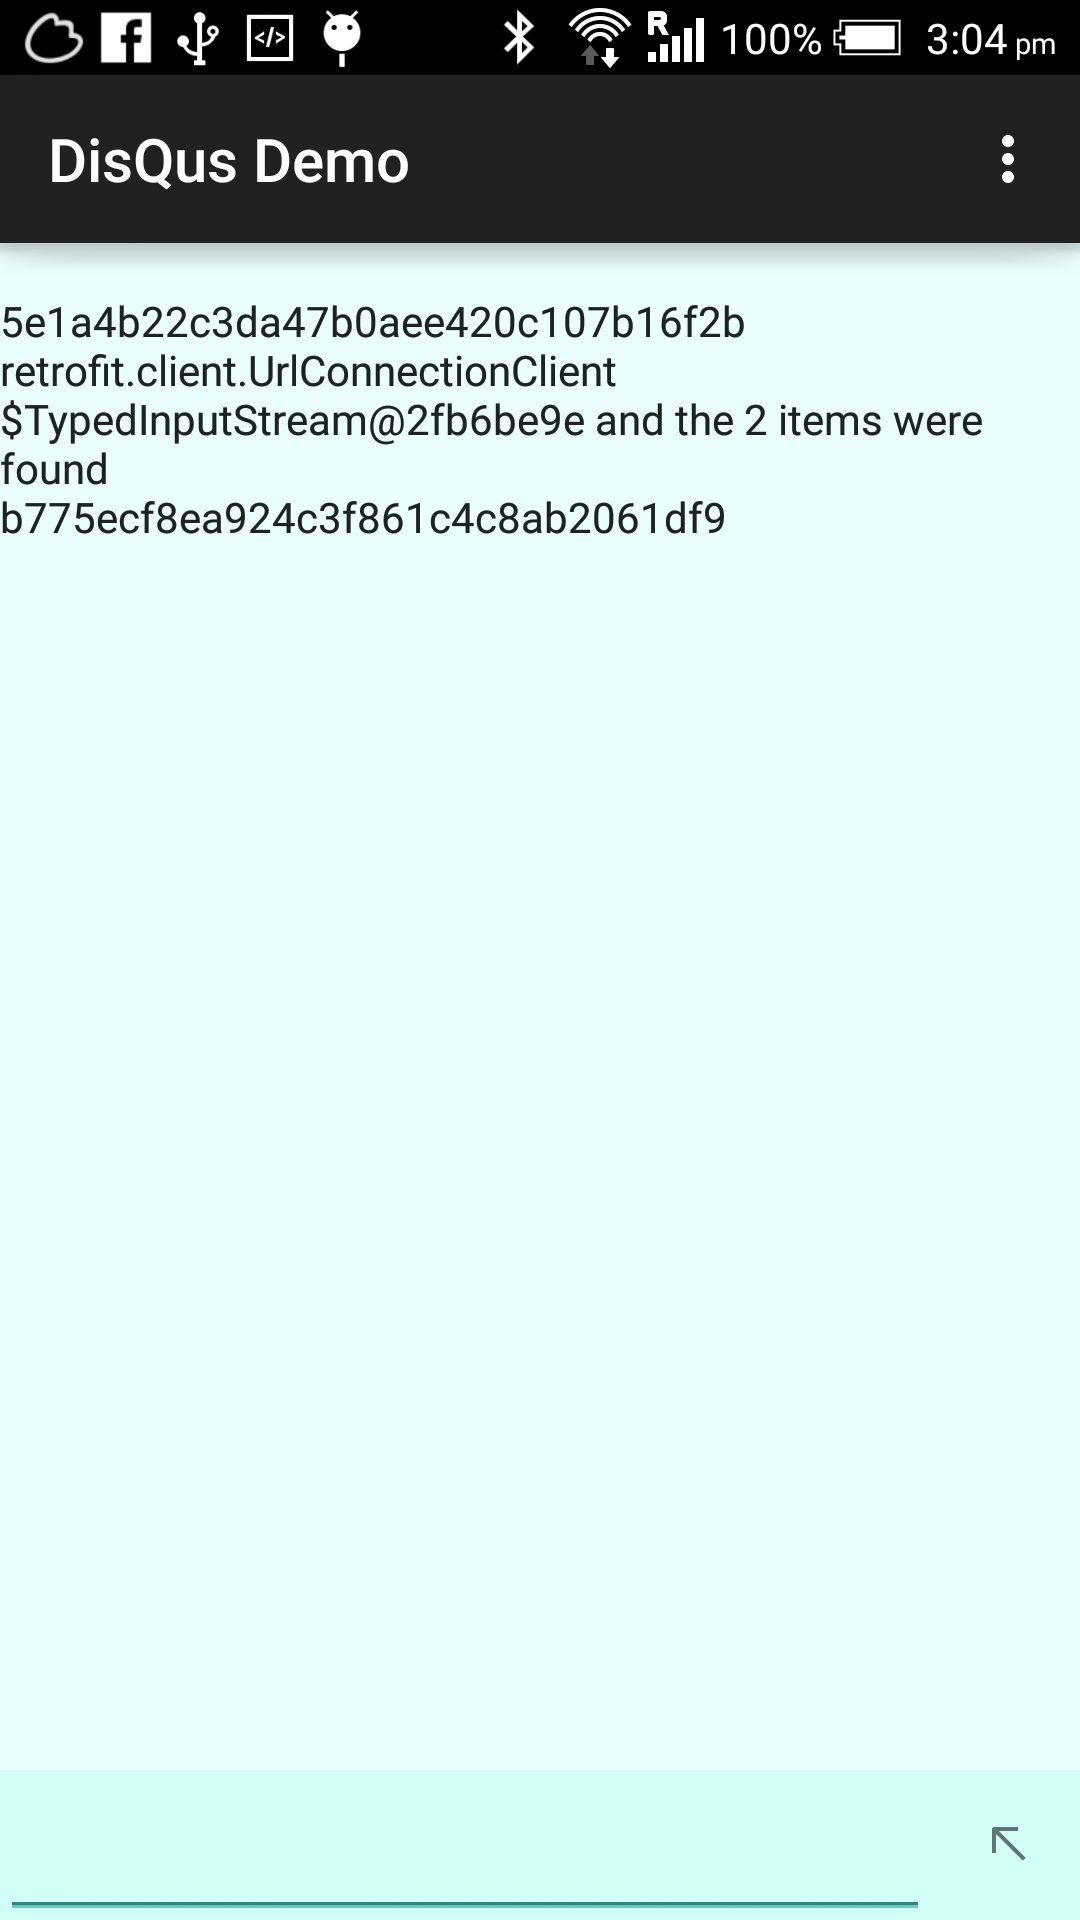 R 100% 3:04 pm
DisQus Demo
5e1a4b22c3da47b0aee420c107b16f2b
retrofit.client.UrlConnectionClient
$TypedInputStream@2fb6be9e and the 2 items were
found
b775ecf8ea924c3f861c4c8ab2061df9